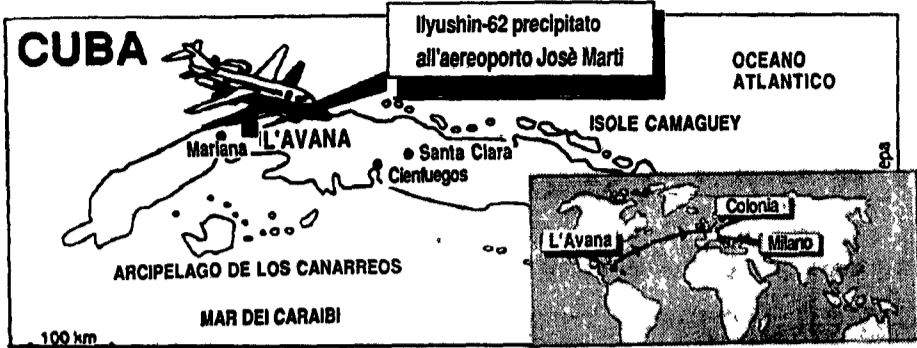 CUBA
Ilyushin-62 precipitato
all'aereoporto Josè Marti
OCEANO
ATLANTICO
ISOLE CAMAGUEY
L'AVANA
Mariana
Santa Clara
Cienfuegos
epa
Colonia
L'Avana
Milano
ARCIPELAGO DE LOS CANARREOS
MAR DEI CARAIBI
100 km